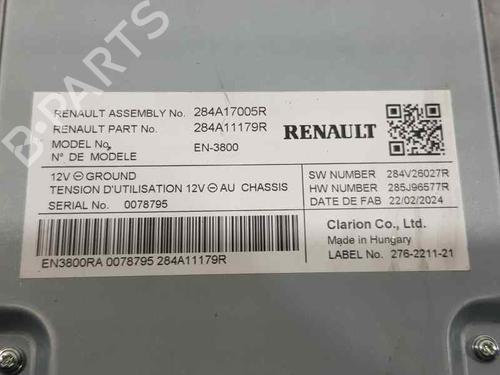 RENAULT ASSEMBLY No. 284A17005R
RENAULT PART No. 284A11179R
MODEL No. EN-3800
N° DE MODELE
RENAULT
12V ⊖ GROUND
TENSION D'UTILISATION 12V ⊖ AU CHASSIS
SERIAL No. 0078795
SW NUMBER 284V26027R
HW NUMBER 285J96577R
DATE DE FAB 22/02/2024
EN3800RA 0078795 284A11179R
Clarion Co., Ltd.
Made in Hungary
LABEL No. 276-2211-21
B-PARTS